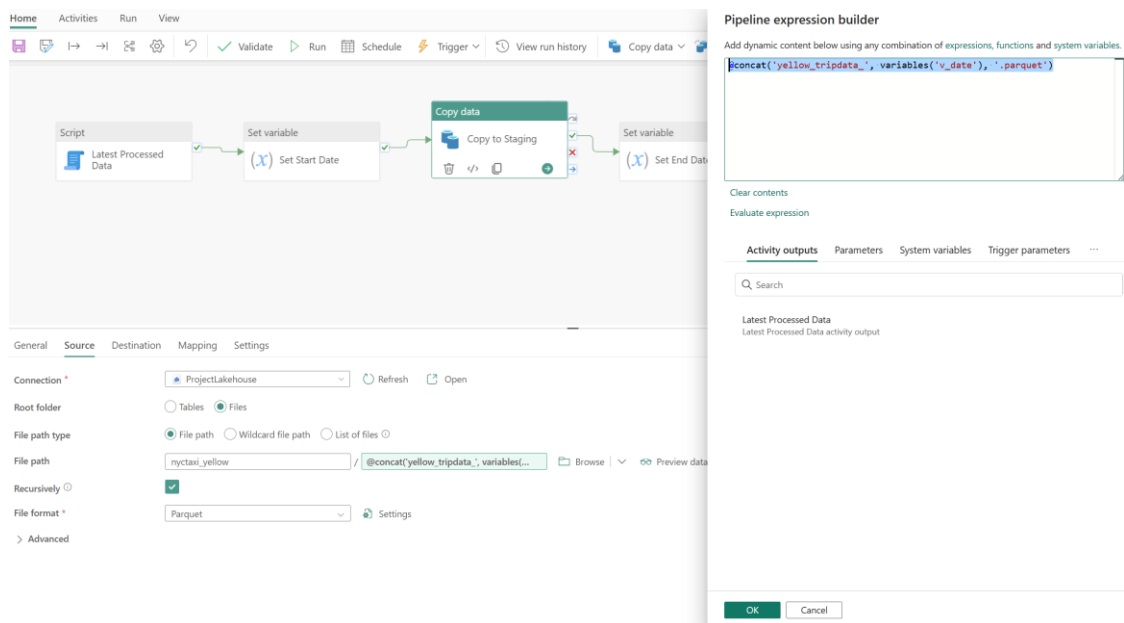 Home Activities Run View
Validate Run Schedule Trigger View run history Copy data
Script
Latest Processed
Data
Set variable
Set Start Date
Copy data
Copy to Staging
Set variable
Set End Date
General Source Destination Mapping Settings
Connection * ProjectLakehouse Refresh Open
Root folder Tables Files
File path type File path Wildcard file path List of files
File path nyctaxi_yellow / @concat('yellow_tripdata_', variables(... Browse Preview data
Recursively
File format * Parquet Settings
Advanced
Pipeline expression builder
Add dynamic content below using any combination of expressions, functions and system variables.
@concat('yellow_tripdata_', variables('v_date'), '.parquet')
Clear contents
Evaluate expression
Activity outputs Parameters System variables Trigger parameters ...
Search
Latest Processed Data
Latest Processed Data activity output
OK Cancel